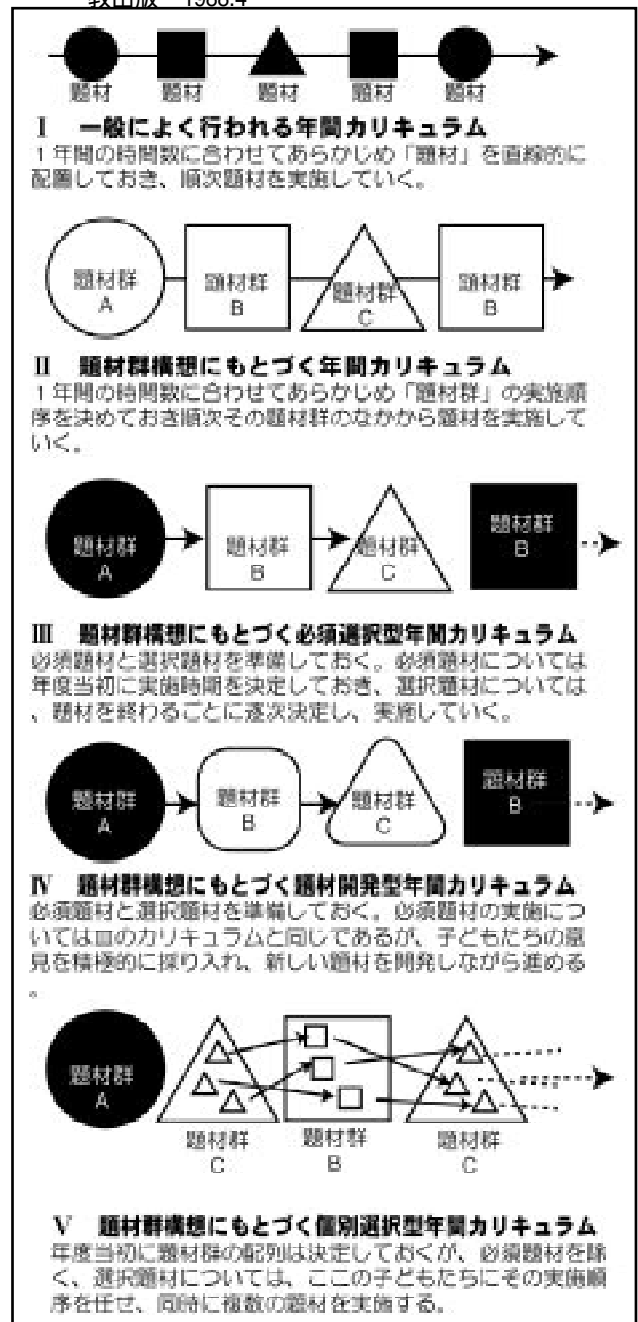 教出版 1988.4
題材 題材 題材 題材 題材
Ⅰ 一般によく行われる年間カリキュラム
1年間の時間数に合わせてあらかじめ「題材」を直線的に
配置しておき、順次題材を実施していく。
題材群 題材群 題材群 題材群
A B C B
Ⅱ 題材群構想にもとづく年間カリキュラム
1年間の時間数に合わせてあらかじめ「題材群」の実施順
序を決めておき順次その題材群のなかから題材を実施して
いく。
題材群 題材群 題材群 題材群
A B C B
Ⅲ 題材群構想にもとづく必須選択型年間カリキュラム
必須題材と選択題材を準備しておく。必須題材については
年度当初に実施時期を決定しておき、選択題材については
、題材を終わるごとに逐次決定し、実施していく。
題材群 題材群 題材群 題材群
A B C B
Ⅳ 題材群構想にもとづく題材開発型年間カリキュラム
必須題材と選択題材を準備しておく。必須題材の実施につ
いてはⅢのカリキュラムと同じであるが、子どもたちの意
見を積極的に採り入れ、新しい題材を開発しながら進める
。
題材群 題材群 題材群 題材群
A C B C
Ⅴ 題材群構想にもとづく個別選択型年間カリキュラム
年度当初に題材群の配列は決定しておくが、必須題材を除
く、選択題材については、ここの子どもたちにその実施順
序を任せ、同時に複数の題材を実施する。